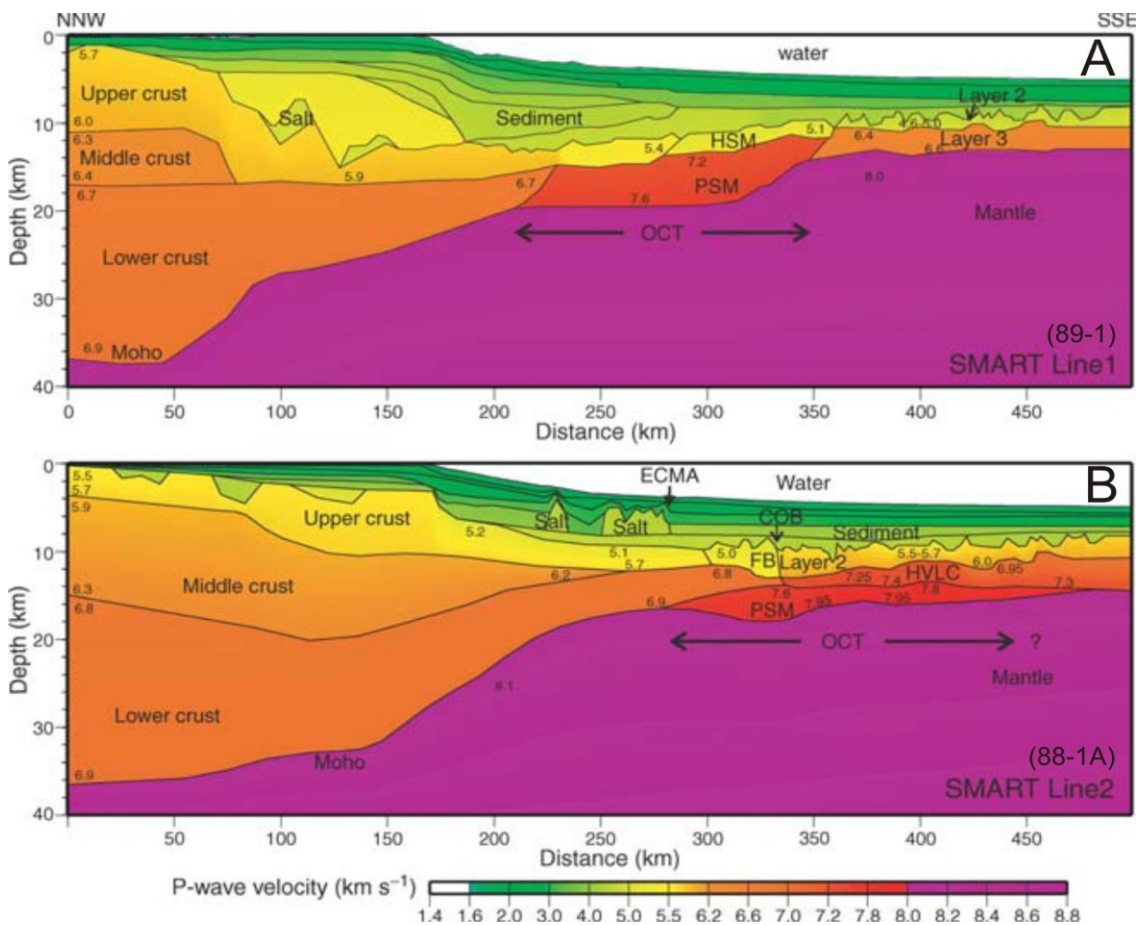 NNW SSE
0 5.7 water A
Upper crust Layer 2
Salt Sediment
10 6.0 5.1 4.6-5.0
6.3 5.4 HSM 6.4 Layer 3
Middle crust 7.2 6.6
6.4 5.9 6.7 PSM 8.0
6.7 7.6
20 Mantle
OCT
Lower crust
30
(89-1)
6.9 Moho SMART Line1
40
Depth (km)
0 50 100 150 200 250 300 350 400 450
Distance (km)
0 ECMA Water B
5.5
5.7 Upper crust Salt Salt COB
5.9 5.2 Sediment
10 5.1 5.0 FB Layer 2 5.5-5.7
5.7 6.0
Middle crust 6.2 6.8 7.25 7.4 HVLC 6.95
6.3 7.6 7.8 7.3
6.8 6.9 PSM 7.95 7.95
20 OCT ?
8.1 Mantle
Lower crust
30
Moho (88-1A)
6.9 SMART Line2
40
Depth (km)
0 50 100 150 200 250 300 350 400 450
Distance (km)
P-wave velocity (km s⁻¹)
1.4 1.6 2.0 3.0 4.0 5.0 5.5 6.2 6.6 7.0 7.2 7.8 8.0 8.2 8.4 8.6 8.8